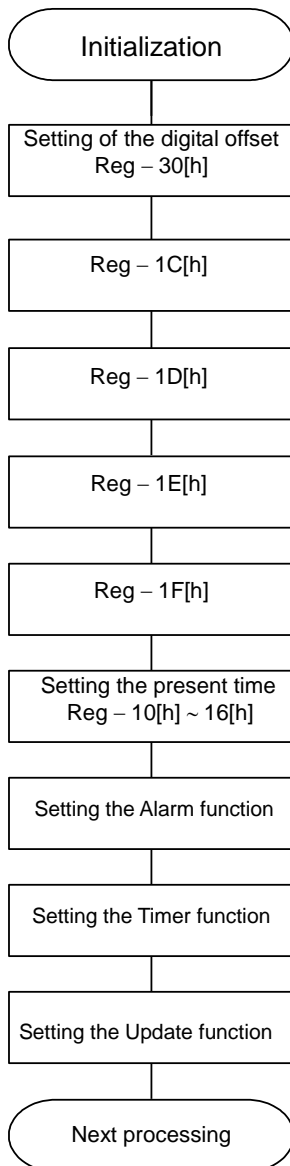 Initialization
Setting of the digital offset
Reg – 30[h]
Reg – 1C[h]
Reg – 1D[h]
Reg – 1E[h]
Reg – 1F[h]
Setting the present time
Reg – 10[h] ~ 16[h]
Setting the Alarm function
Setting the Timer function
Setting the Update function
Next processing